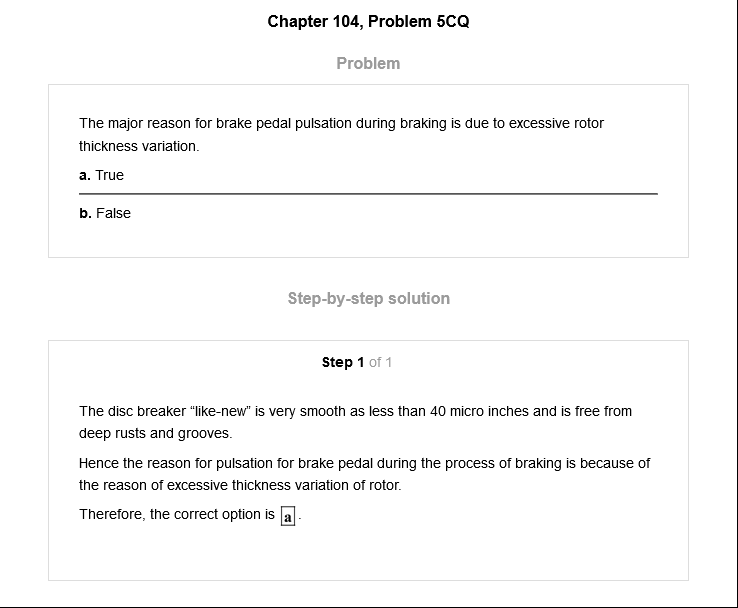 Chapter 104, Problem 5CQ
Problem
The major reason for brake pedal pulsation during braking is due to excessive rotor
thickness variation.
a. True
b. False
Step-by-step solution
Step 1 of 1
The disc breaker “like-new” is very smooth as less than 40 micro inches and is free from
deep rusts and grooves.
Hence the reason for pulsation for brake pedal during the process of braking is because of
the reason of excessive thickness variation of rotor.
Therefore, the correct option is a .